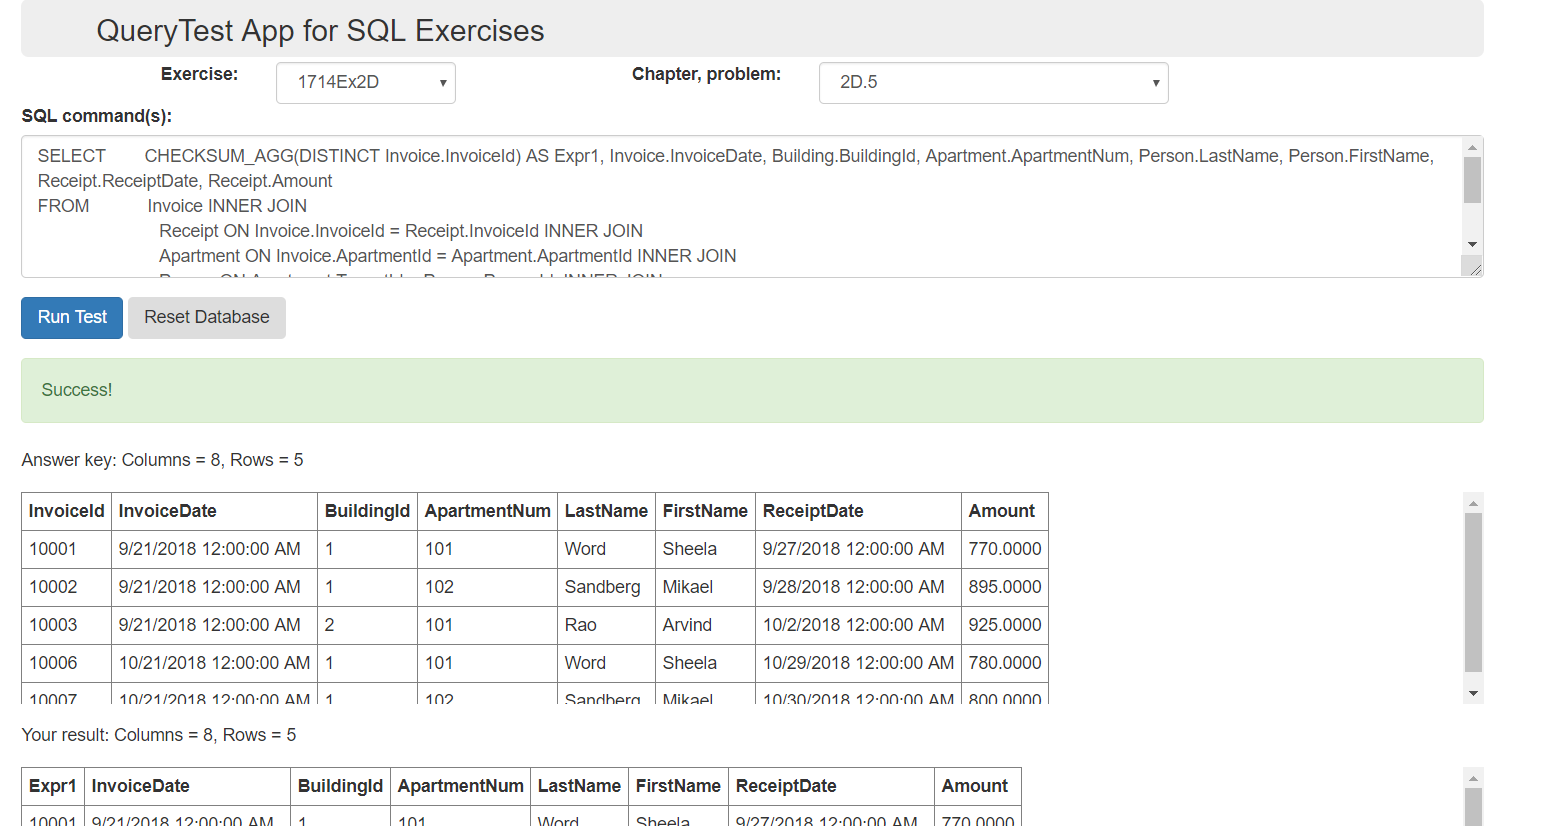 QueryTest App for SQL Exercises
Exercise: 1714Ex2D Chapter, problem: 2D.5
SQL command(s):
SELECT CHECKSUM_AGG(DISTINCT Invoice.InvoiceId) AS Expr1, Invoice.InvoiceDate, Building.BuildingId, Apartment.ApartmentNum, Person.LastName, Person.FirstName,
Receipt.ReceiptDate, Receipt.Amount
FROM Invoice INNER JOIN
Receipt ON Invoice.InvoiceId = Receipt.InvoiceId INNER JOIN
Apartment ON Invoice.ApartmentId = Apartment.ApartmentId INNER JOIN
Run Test Reset Database
Success!
Answer key: Columns = 8, Rows = 5
InvoiceId InvoiceDate BuildingId ApartmentNum LastName FirstName ReceiptDate Amount
10001 9/21/2018 12:00:00 AM 1 101 Word Sheela 9/27/2018 12:00:00 AM 770.0000
10002 9/21/2018 12:00:00 AM 1 102 Sandberg Mikael 9/28/2018 12:00:00 AM 895.0000
10003 9/21/2018 12:00:00 AM 2 101 Rao Arvind 10/2/2018 12:00:00 AM 925.0000
10006 10/21/2018 12:00:00 AM 1 101 Word Sheela 10/29/2018 12:00:00 AM 780.0000
10007 10/21/2018 12:00:00 AM 1 102 Sandberg Mikael 10/30/2018 12:00:00 AM 800.0000
Your result: Columns = 8, Rows = 5
Expr1 InvoiceDate BuildingId ApartmentNum LastName FirstName ReceiptDate Amount
10001 9/21/2018 12:00:00 AM 1 101 Word Sheela 9/27/2018 12:00:00 AM 770.0000